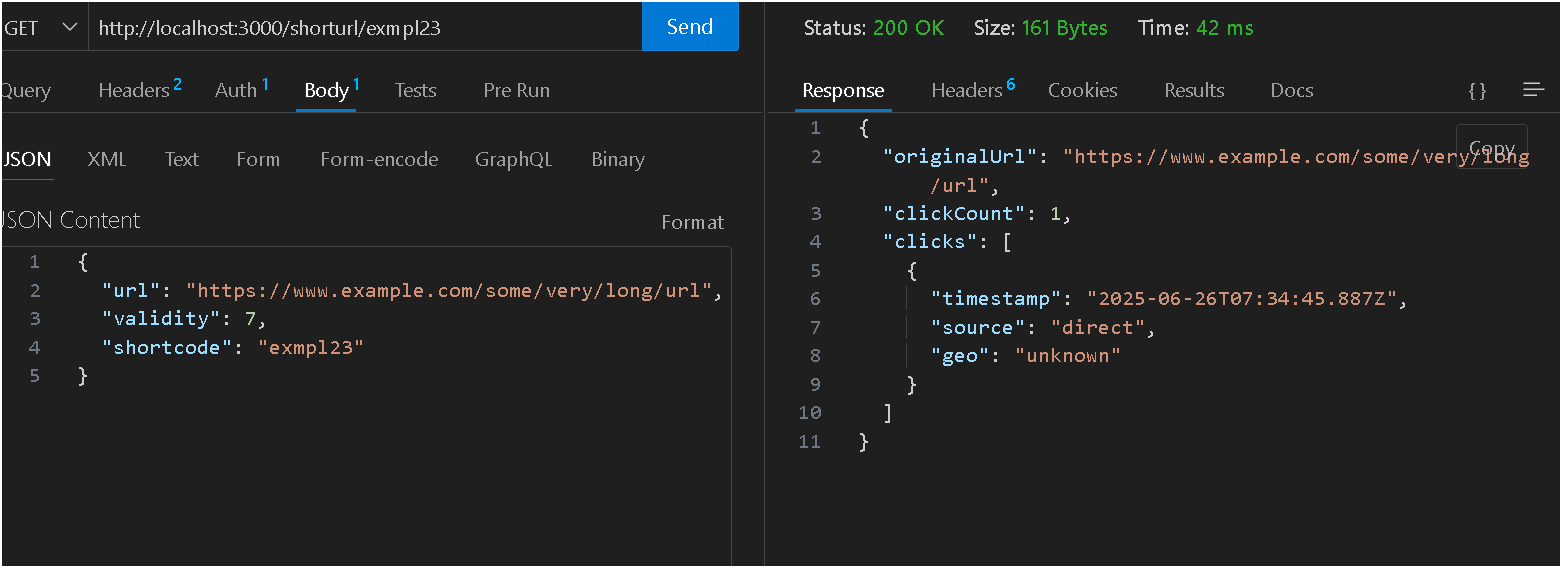 GET http://localhost:3000/shorturl/exmpl23 Send
Query Headers 2 Auth 1 Body 1 Tests Pre Run
JSON XML Text Form Form-encode GraphQL Binary
JSON Content Format
1 {
2 "url": "https://www.example.com/some/very/long/url",
3 "validity": 7,
4 "shortcode": "exmpl23"
5 }
Status: 200 OK Size: 161 Bytes Time: 42 ms
Response Headers 6 Cookies Results Docs {}
Copy
1 {
2 "originalUrl": "https://www.example.com/some/very/long
/url",
3 "clickCount": 1,
4 "clicks": [
5 {
6 "timestamp": "2025-06-26T07:34:45.887Z",
7 "source": "direct",
8 "geo": "unknown"
9 }
10 ]
11 }